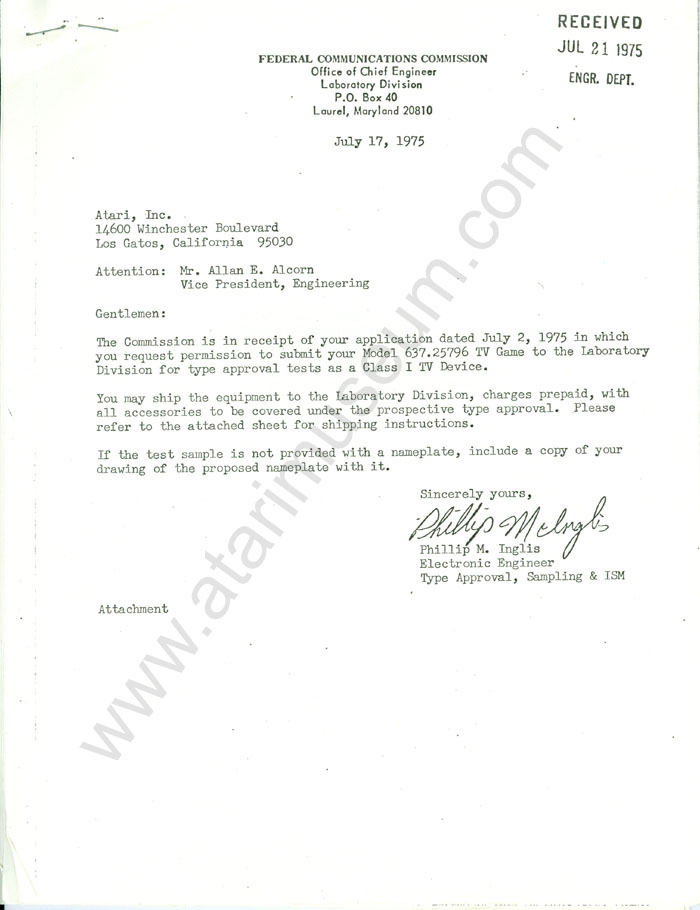 RECEIVED
JUL 21 1975
ENGR. DEPT.
FEDERAL COMMUNICATIONS COMMISSION
Office of Chief Engineer
Laboratory Division
P.O. Box 40
Laurel, Maryland 20810
July 17, 1975
Atari, Inc.
14600 Winchester Boulevard
Los Gatos, California 95030
Attention: Mr. Allan E. Alcorn
Vice President, Engineering
Gentlemen:
The Commission is in receipt of your application dated July 2, 1975 in which
you request permission to submit your Model 637.25796 TV Game to the Laboratory
Division for type approval tests as a Class I TV Device.
You may ship the equipment to the Laboratory Division, charges prepaid, with
all accessories to be covered under the prospective type approval. Please
refer to the attached sheet for shipping instructions.
If the test sample is not provided with a nameplate, include a copy of your
drawing of the proposed nameplate with it.
Sincerely yours,
Phillip M. Inglis
Phillip M. Inglis
Electronic Engineer
Type Approval, Sampling & ISM
Attachment
www.atarimuseum.com